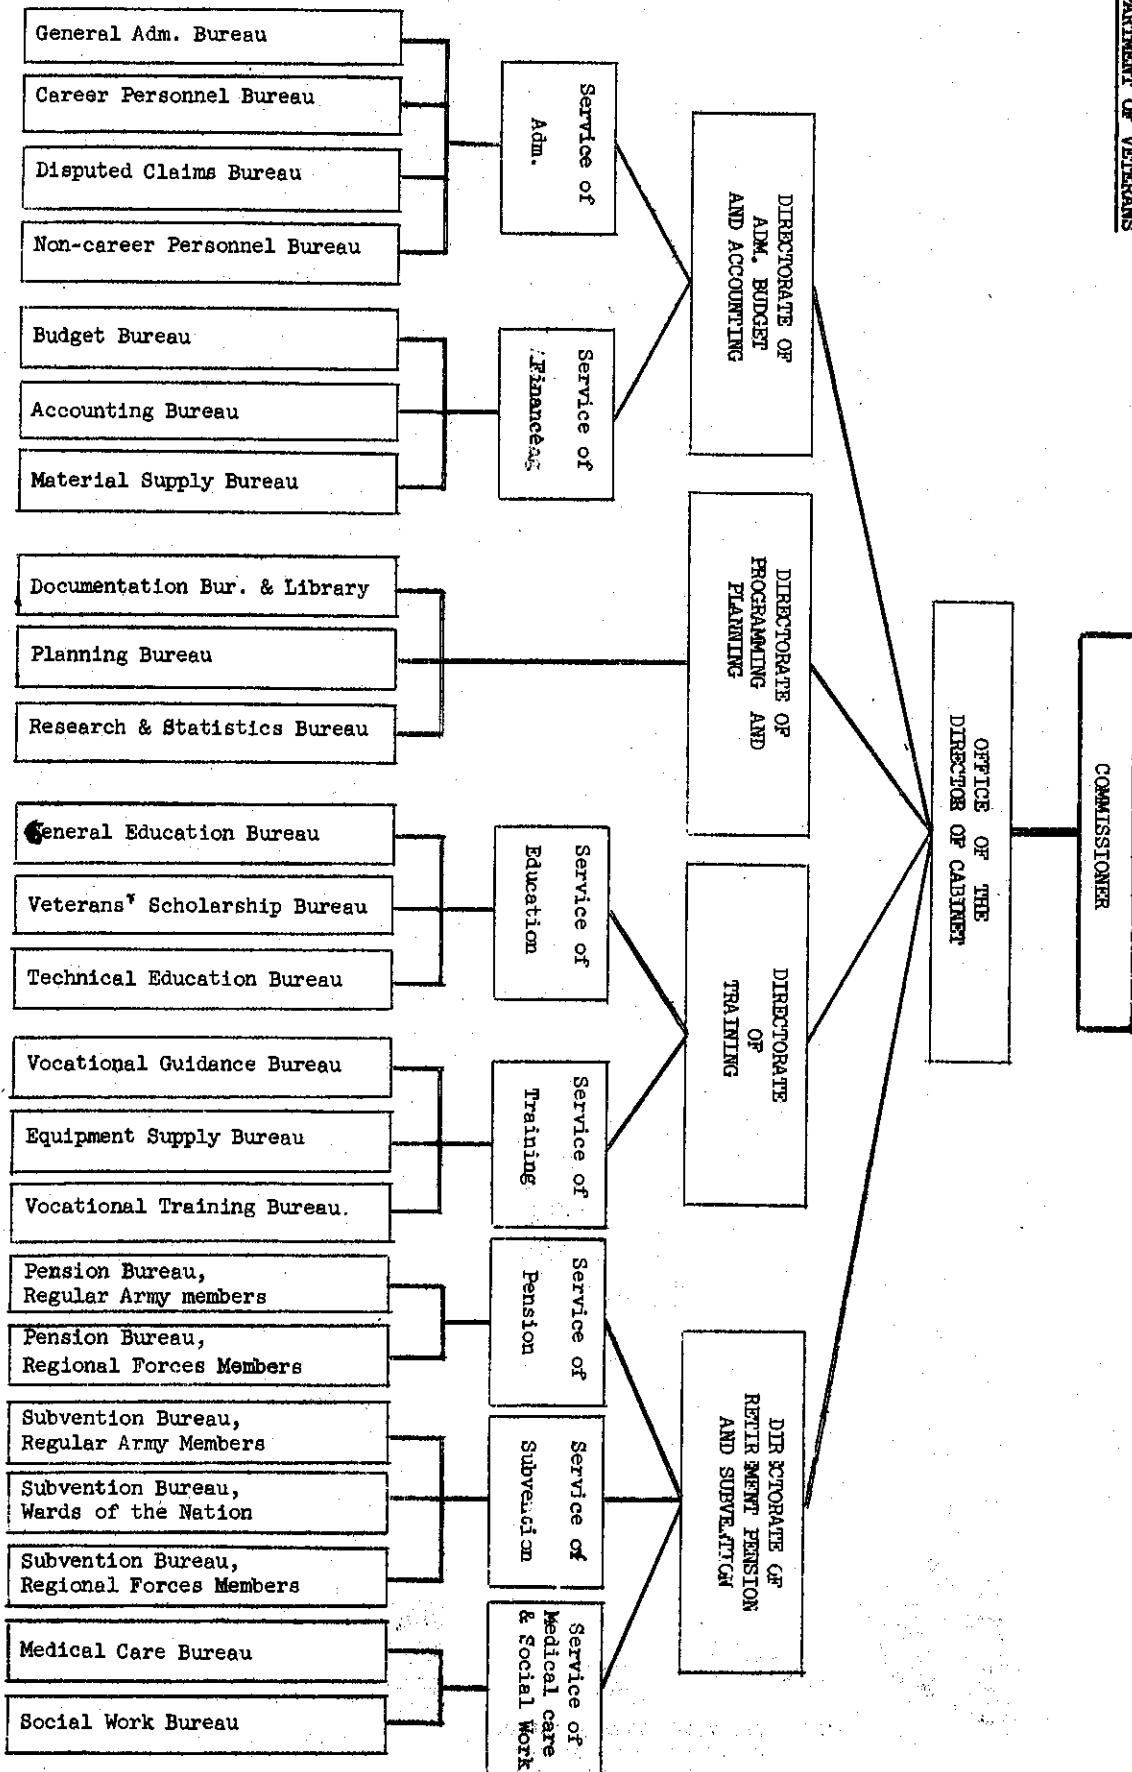 PARTMENT OF VETERANS
COMMISSIONER
OFFICE OF THE
DIRECTOR OF CABINET
DIRECTORATE OF
ADM. BUDGET
AND ACCOUNTING
DIRECTORATE OF
PROGRAMMING AND
PLANNING
DIRECTORATE
OF
TRAINING
DIRECTORATE OF
RETIREMENT PENSION
AND SUBVENTION
Service of
Adm.
Service of
Financing
Service of
Education
Service of
Training
Service of
Pension
Service of
Subvention
Service of
Medical care
& Social Work
General Adm. Bureau
Career Personnel Bureau
Disputed Claims Bureau
Non-career Personnel Bureau
Budget Bureau
Accounting Bureau
Material Supply Bureau
Documentation Bur. & Library
Planning Bureau
Research & Statistics Bureau
General Education Bureau
Veterans' Scholarship Bureau
Technical Education Bureau
Vocational Guidance Bureau
Equipment Supply Bureau
Vocational Training Bureau.
Pension Bureau,
Regular Army members
Pension Bureau,
Regional Forces Members
Subvention Bureau,
Regular Army Members
Subvention Bureau,
Wards of the Nation
Subvention Bureau,
Regional Forces Members
Medical Care Bureau
Social Work Bureau